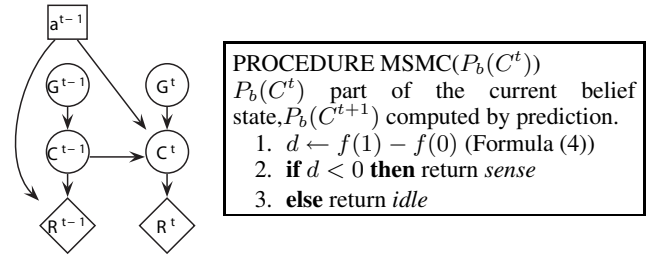 a^{t-1}
G^{t-1} G^t
C^{t-1} C^t
R^{t-1} R^t
PROCEDURE MSMC(P_b(C^t))
P_b(C^t) part of the current belief
state,P_b(C^{t+1}) computed by prediction.
1. d ← f(1) − f(0) (Formula (4))
2. if d < 0 then return sense
3. else return idle